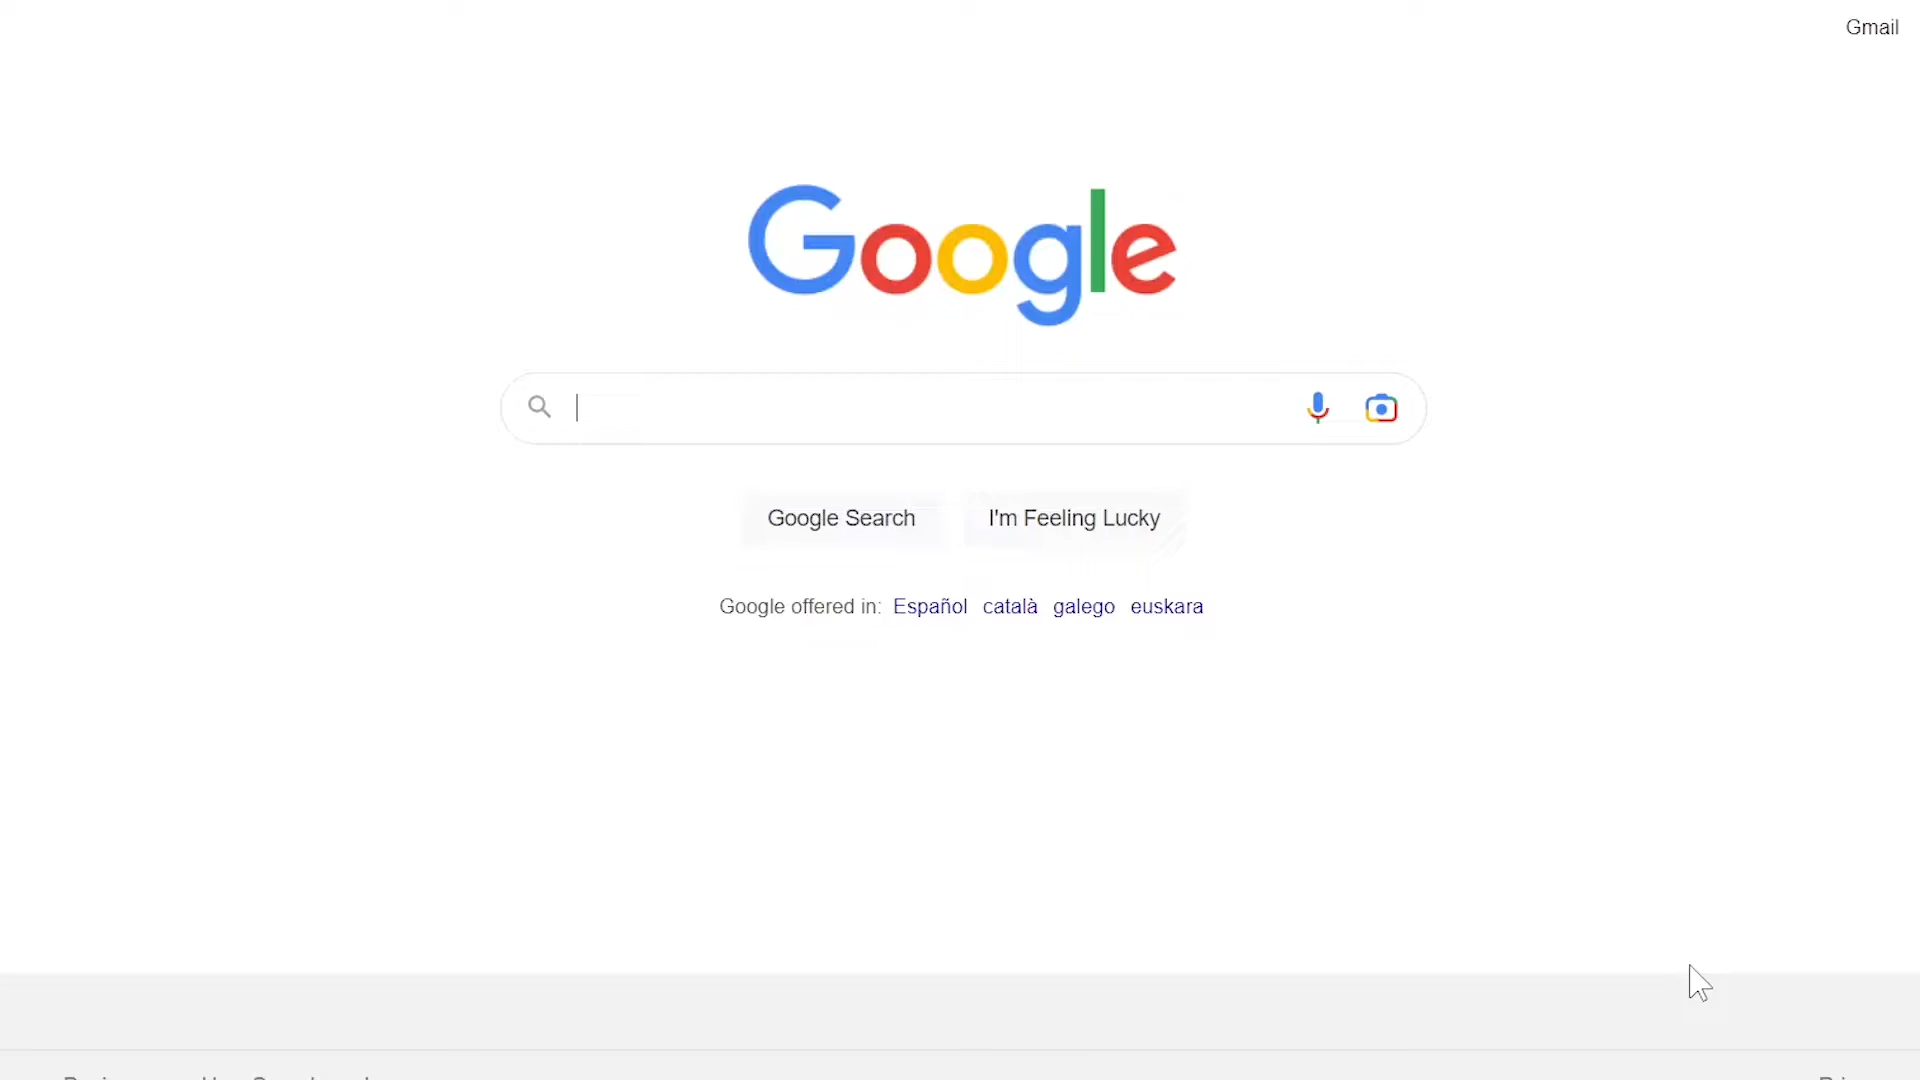 Gmail
Google
Google Search I'm Feeling Lucky
Google offered in: Español català galego euskara